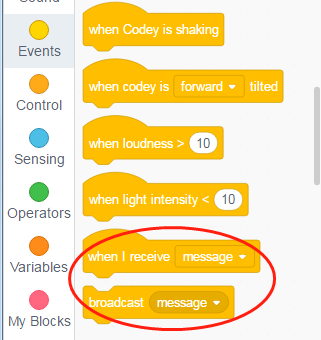 when Codey is shaking
Events
when codey is forward tilted
Control
when loudness > 10
Sensing
when light intensity < 10
Operators
when I receive message
Variables
broadcast message
My Blocks